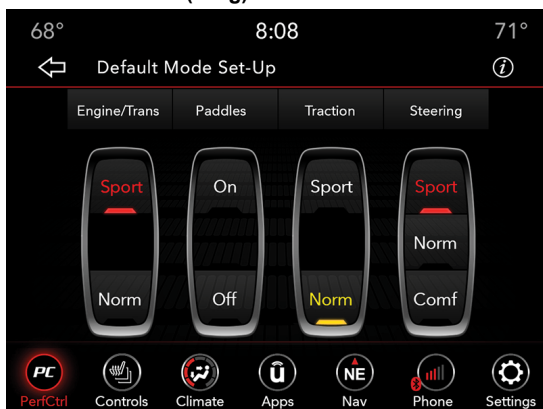 68° 8:08 71°
Default Mode Set-Up i
Engine/Trans Paddles Traction Steering
Sport On Sport Sport
Norm
Norm Off Norm Comf
PC û NE
PerfCtrl Controls Climate Apps Nav Phone Settings